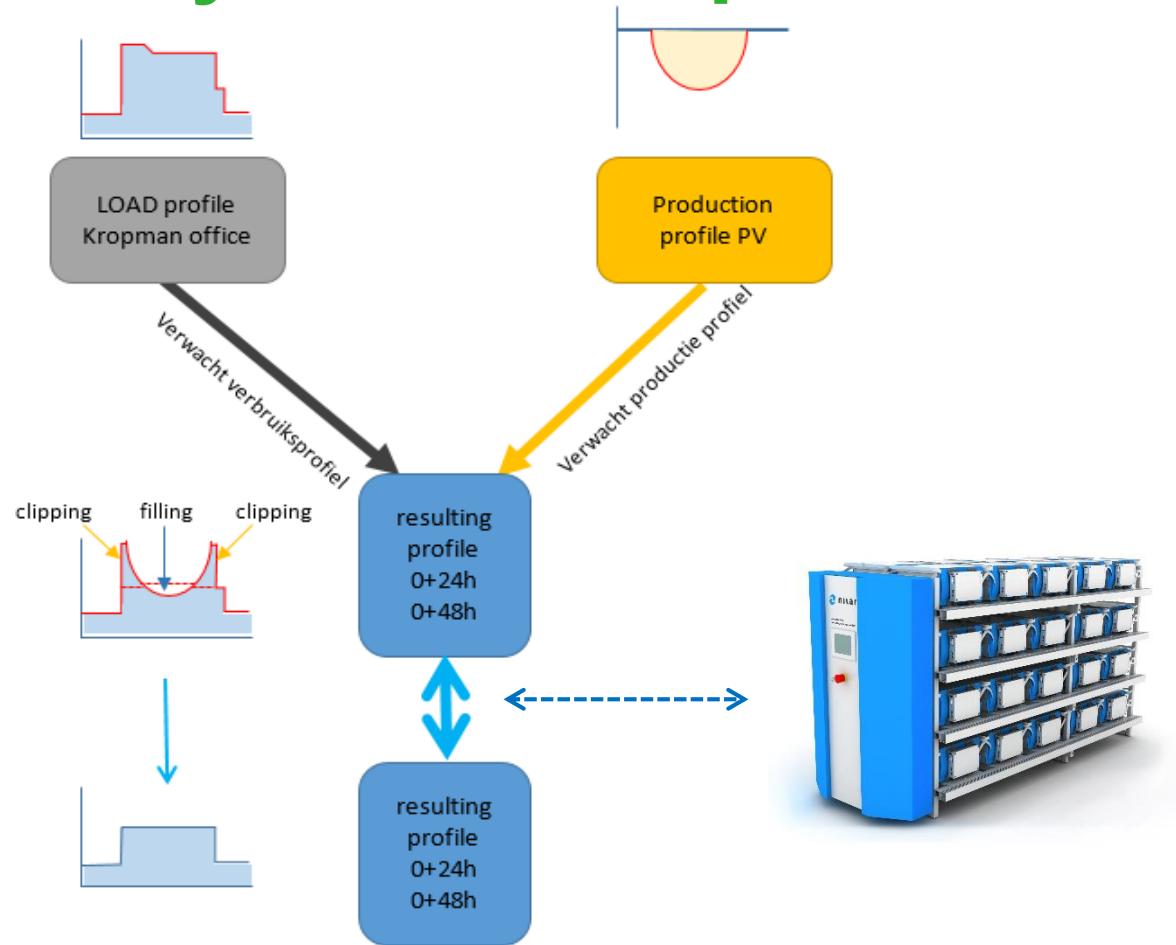 LOAD profile
Kropman office
Production
profile PV
Verwacht verbruiksprofiel
Verwacht productie profiel
clipping
filling
clipping
resulting
profile
0+24h
0+48h
nilar
resulting
profile
0+24h
0+48h